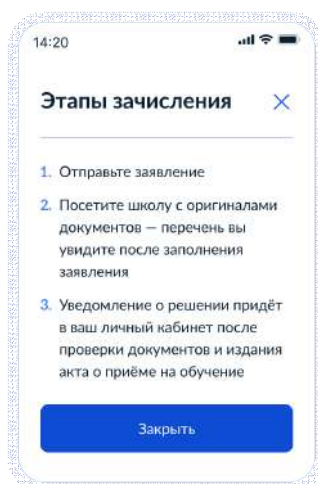 14:20
Этапы зачисления
1. Отправьте заявление
2. Посетите школу с оригиналами
документов — перечень вы
увидите после заполнения
заявления
3. Уведомление о решении придёт
в ваш личный кабинет после
проверки документов и издания
акта о приёме на обучение
Закрыть